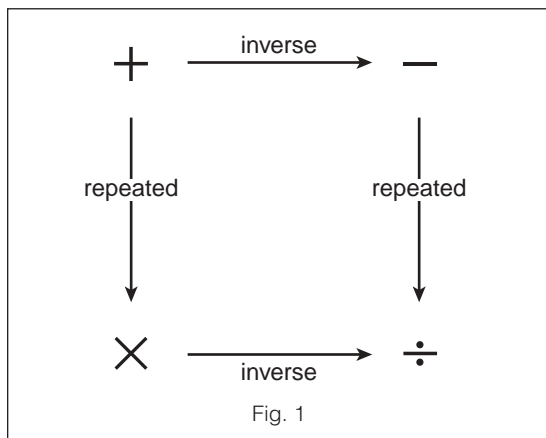 + inverse −
repeated repeated
× inverse ÷
Fig. 1